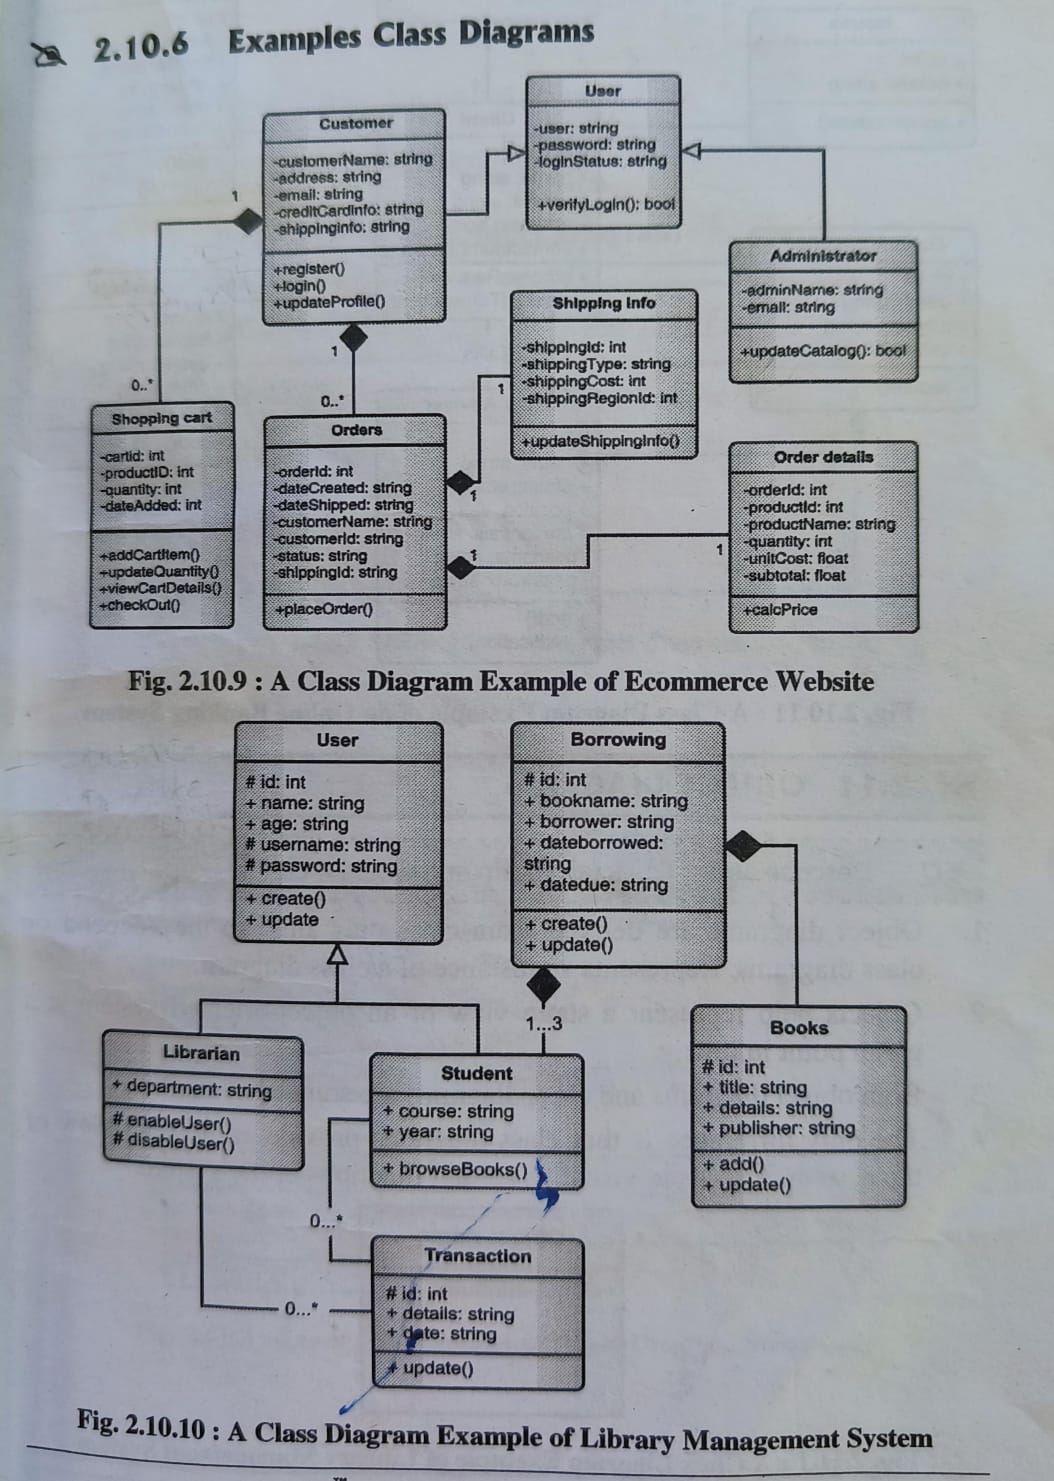 2.10.6 Examples Class Diagrams
User
-user: string
-password: string
-loginStatus: string
+verifyLogin(): bool
Customer
-customerName: string
-address: string
-email: string
-creditCardInfo: string
-shippinginfo: string
+register()
+login()
+updateProfile()
1
0..*
1
0..*
Administrator
-adminName: string
-email: string
+updateCatalog(): bool
Shipping Info
-shippingId: int
-shippingType: string
-shippingCost: int
-shippingRegionId: int
+updateShippingInfo()
1
1
Shopping cart
-cartId: int
-productID: int
-quantity: int
-dateAdded: int
+addCartItem()
+updateQuantity()
+viewCartDetails()
+checkOut()
Orders
-orderId: int
-dateCreated: string
-dateShipped: string
-customerName: string
-customerId: string
-status: string
-shippingId: string
+placeOrder()
1
1
Order details
-orderId: int
-productId: int
-productName: string
-quantity: int
-unitCost: float
-subtotal: float
+calcPrice
Fig. 2.10.9 : A Class Diagram Example of Ecommerce Website
User
# id: int
+ name: string
+ age: string
# username: string
# password: string
+ create()
+ update
Borrowing
# id: int
+ bookname: string
+ borrower: string
+ dateborrowed:
string
+ datedue: string
+ create()
+ update()
1...3
Librarian
+ department: string
# enableUser()
# disableUser()
Student
+ course: string
+ year: string
+ browseBooks()
Books
# id: int
+ title: string
+ details: string
+ publisher: string
+ add()
+ update()
0...*
0...*
Transaction
# id: int
+ details: string
+ date: string
+ update()
Fig. 2.10.10 : A Class Diagram Example of Library Management System